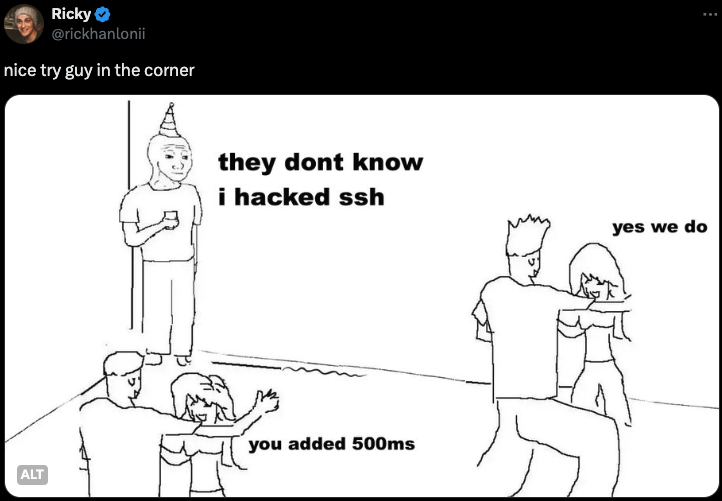 Ricky
@rickhanlonii
nice try guy in the corner
they dont know
i hacked ssh
yes we do
you added 500ms
ALT